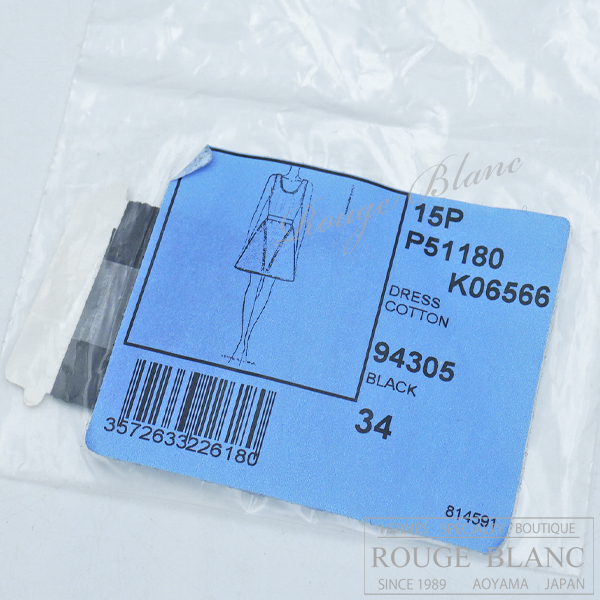 Rouge Blanc
15P
P51180
K06566
DRESS
COTTON
94305
BLACK
34
3572633226180
814591
/BOUTIQUE
ROUGE BLANC
SINCE 1989 AOYAMA JAPAN